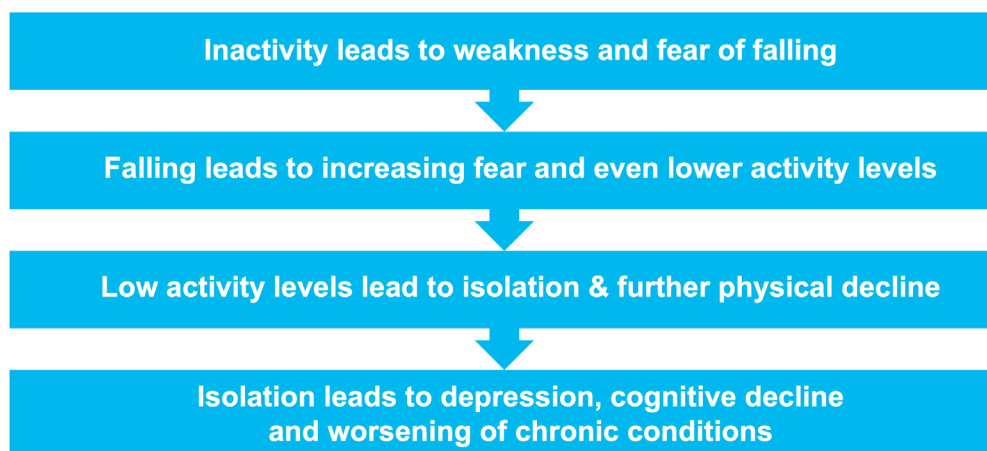 Inactivity leads to weakness and fear of falling
Falling leads to increasing fear and even lower activity levels
Low activity levels lead to isolation & further physical decline
Isolation leads to depression, cognitive decline
and worsening of chronic conditions